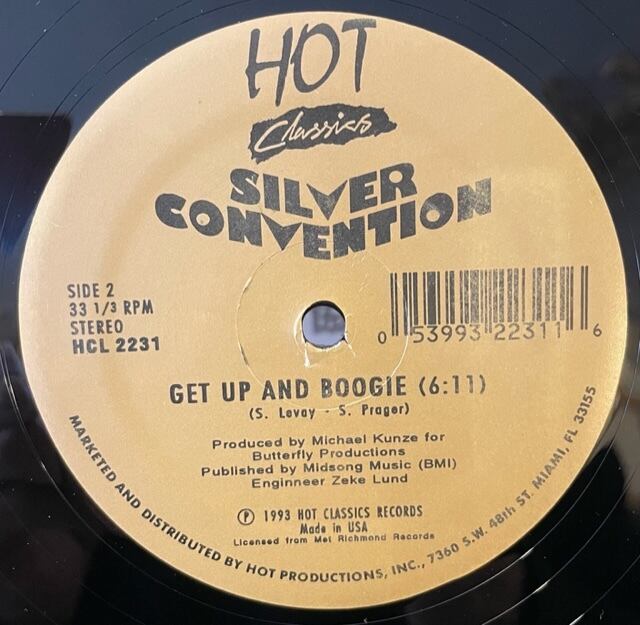 HOT
Classics
SILVER
CONVENTION
SIDE 2
33 1/3 RPM
STEREO
HCL 2231
0 53993 22311 6
GET UP AND BOOGIE (6:11)
(S. Levay - S. Prager)
Produced by Michael Kunze for
Butterfly Productions
Published by Midsong Music (BMI)
Enginneer Zeke Lund
Ⓟ 1993 HOT CLASSICS RECORDS
Made in USA
Licensed from Mel Richmond Records
MARKETED AND DISTRIBUTED BY HOT PRODUCTIONS, INC., 7360 S.W. 48th ST. MIAMI, FL 33155